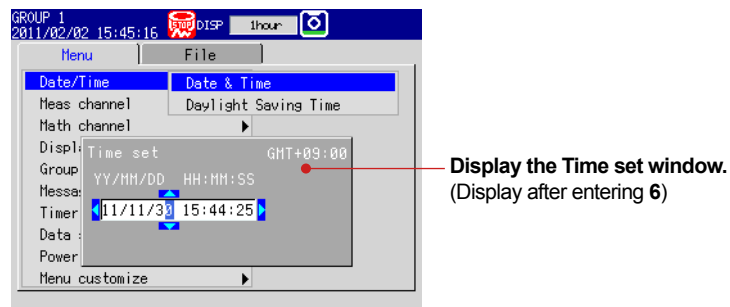 GROUP 1
2011/02/02 15:45:16 STOP DISP 1hour
Menu File
Date/Time Date & Time
Meas channel Daylight Saving Time
Math channel
Displ
Time set GMT+09:00
Group
YY/MM/DD HH:MM:SS
Messa
Timer 11/11/30 15:44:25
Data
Power
Menu customize
Display the Time set window.
(Display after entering 6)